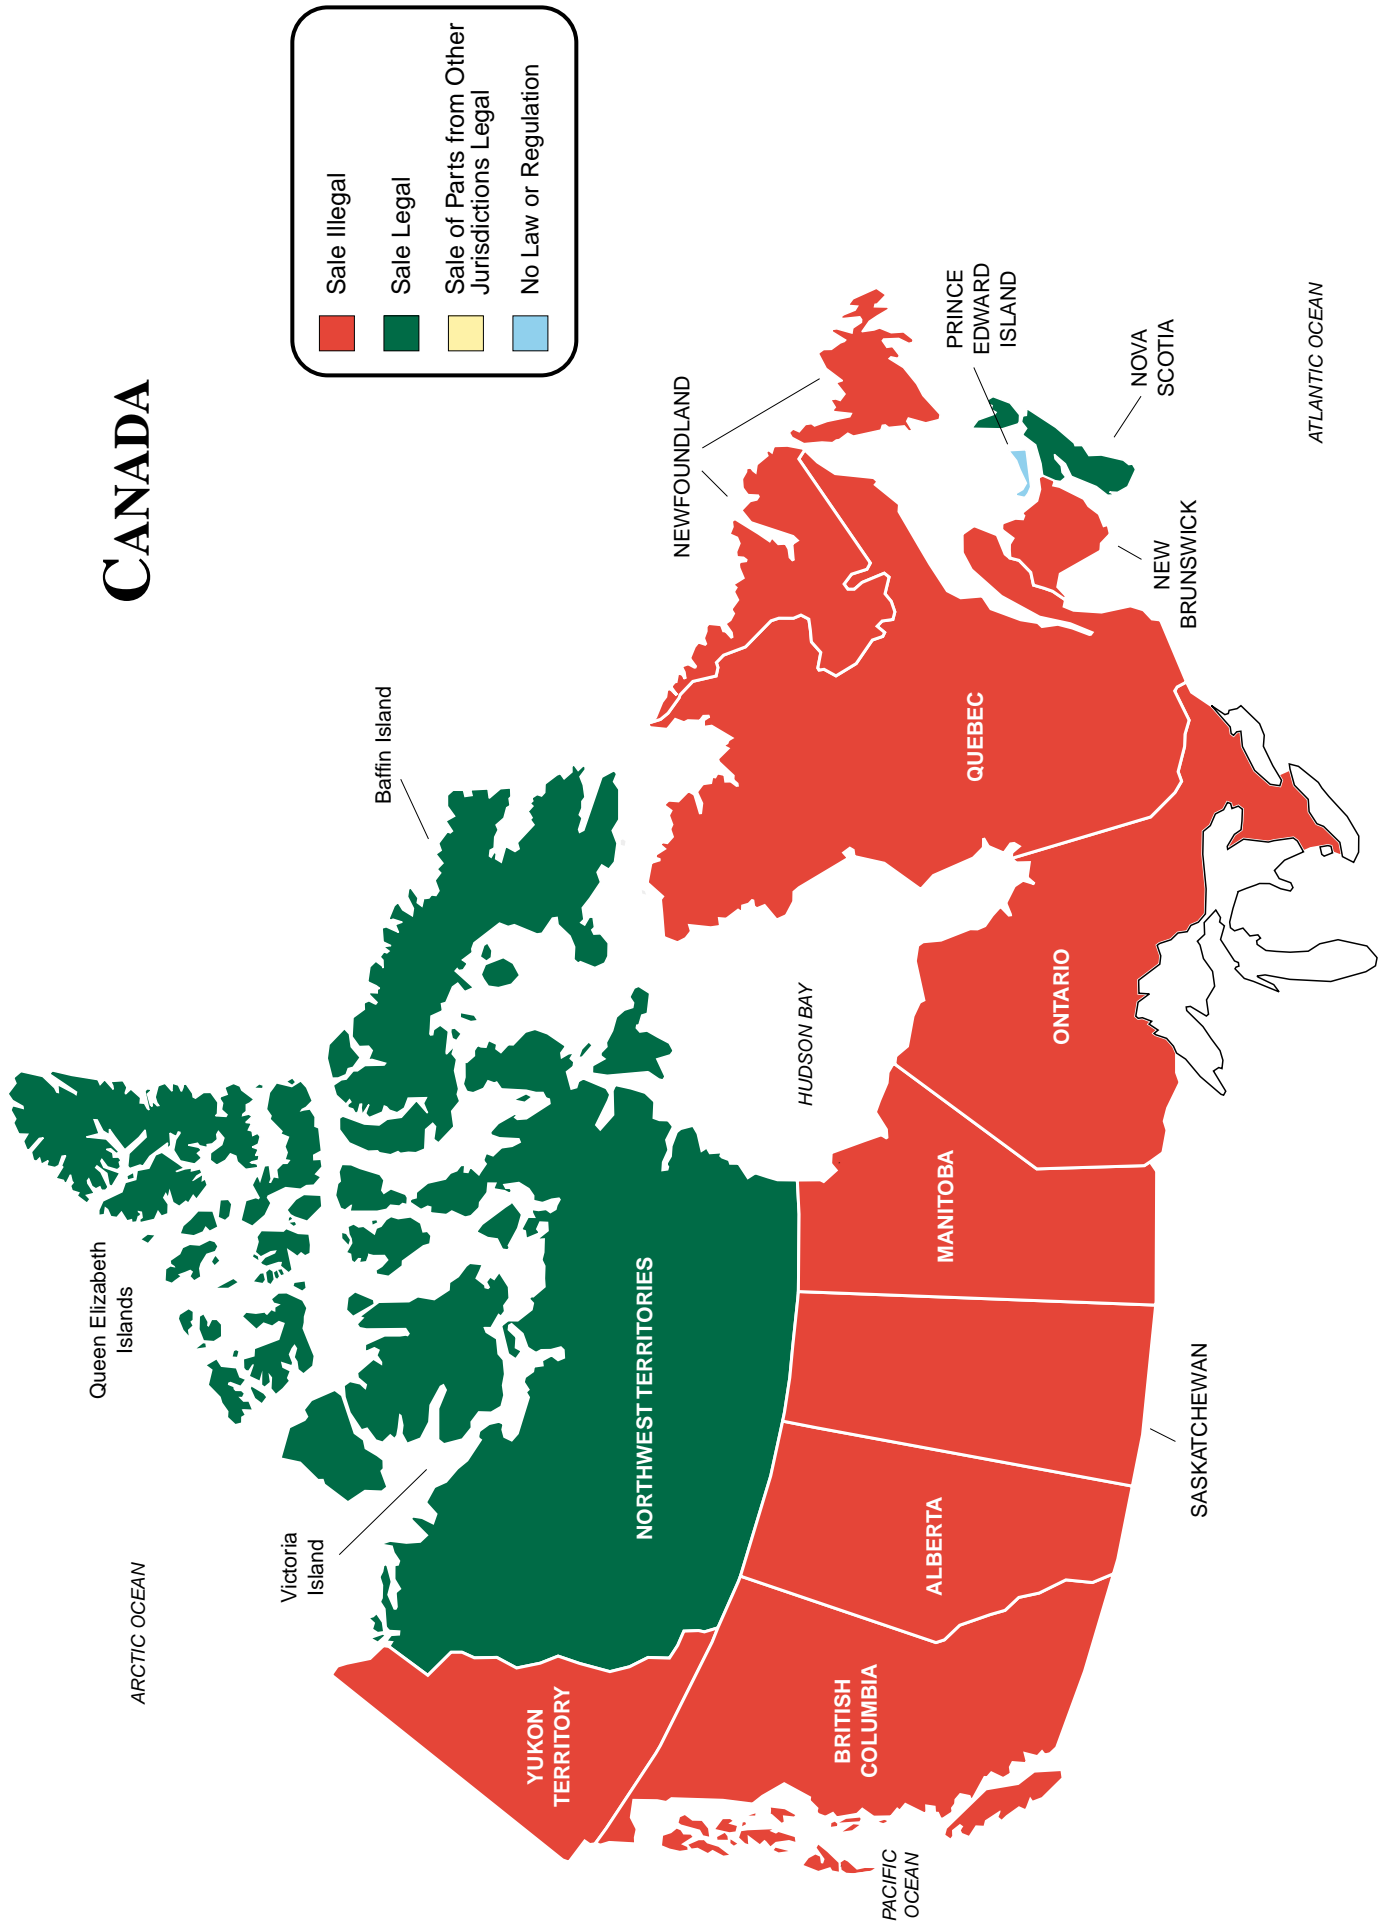 CANADA
Sale Illegal
Sale Legal
Sale of Parts from Other
Jurisdictions Legal
No Law or Regulation
ARCTIC OCEAN
Queen Elizabeth
Islands
Victoria
Island
Baffin Island
YUKON
TERRITORY
NORTHWEST TERRITORIES
HUDSON BAY
NEWFOUNDLAND
PACIFIC
OCEAN
BRITISH
COLUMBIA
ALBERTA
SASKATCHEWAN
MANITOBA
ONTARIO
QUEBEC
PRINCE
EDWARD
ISLAND
NOVA
SCOTIA
NEW
BRUNSWICK
ATLANTIC OCEAN